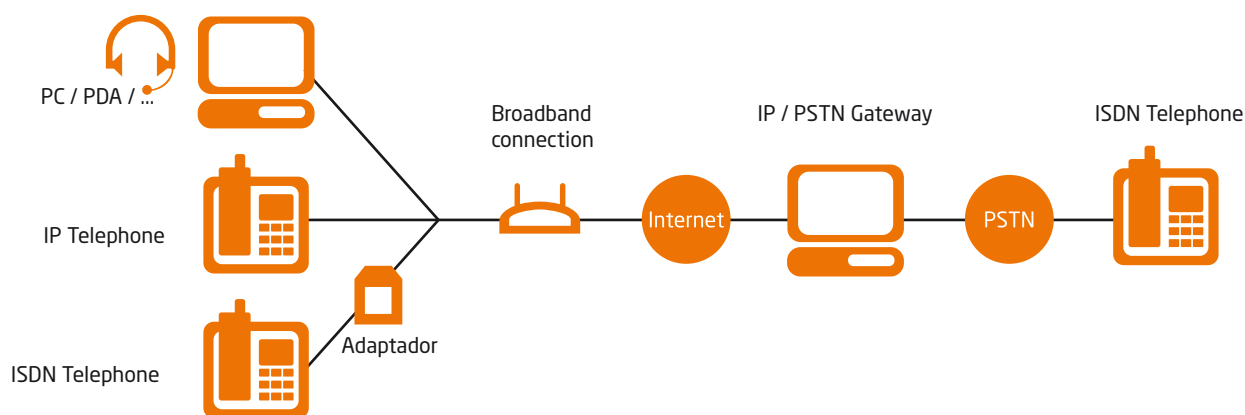 PC / PDA / ...
Broadband
connection
IP / PSTN Gateway
ISDN Telephone
IP Telephone
Internet
PSTN
Adaptador
ISDN Telephone